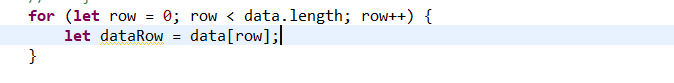 for (let row = 0; row < data.length; row++) {
let dataRow = data[row];
}